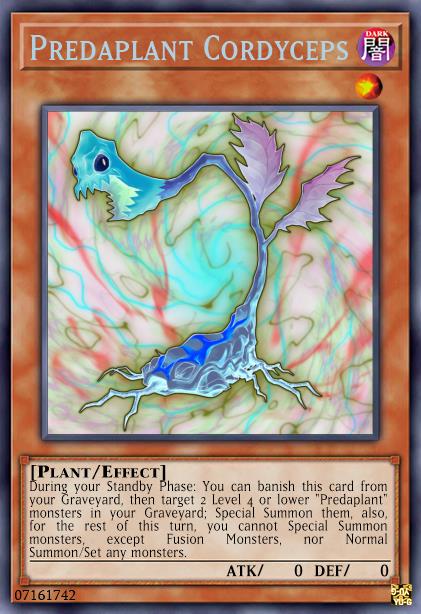 PREDAPLANT CORDYCEPS
DARK
闇
[PLANT/EFFECT]
During your Standby Phase: You can banish this card from
your Graveyard, then target 2 Level 4 or lower "Predaplant"
monsters in your Graveyard; Special Summon them, also,
for the rest of this turn, you cannot Special Summon
monsters, except Fusion Monsters, nor Normal
Summon/Set any monsters.
ATK/ 0 DEF/ 0
07161742